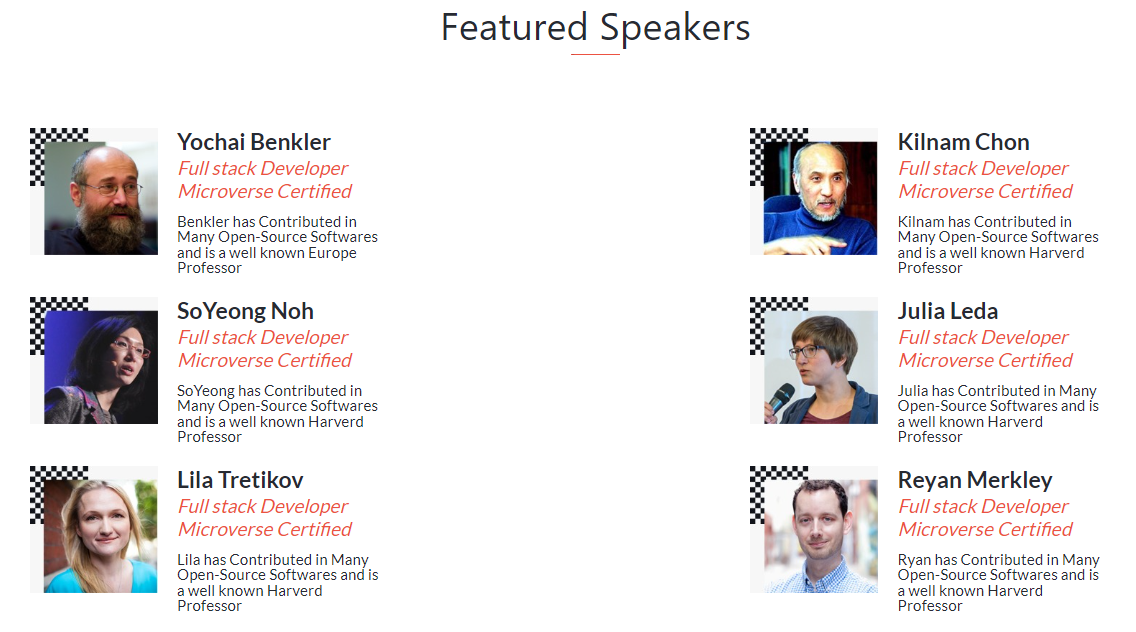 Featured Speakers
Yochai Benkler
Full stack Developer
Microverse Certified
Benkler has Contributed in
Many Open-Source Softwares
and is a well known Europe
Professor
Kilnam Chon
Full stack Developer
Microverse Certified
Kilnam has Contributed in
Many Open-Source Softwares
and is a well known Harverd
Professor
SoYeong Noh
Full stack Developer
Microverse Certified
SoYeong has Contributed in
Many Open-Source Softwares
and is a well known Harverd
Professor
Julia Leda
Full stack Developer
Microverse Certified
Julia has Contributed in Many
Open-Source Softwares and is
a well known Harverd
Professor
Lila Tretikov
Full stack Developer
Microverse Certified
Lila has Contributed in Many
Open-Source Softwares and is
a well known Harverd
Professor
Reyan Merkley
Full stack Developer
Microverse Certified
Ryan has Contributed in Many
Open-Source Softwares and is
a well known Harverd
Professor